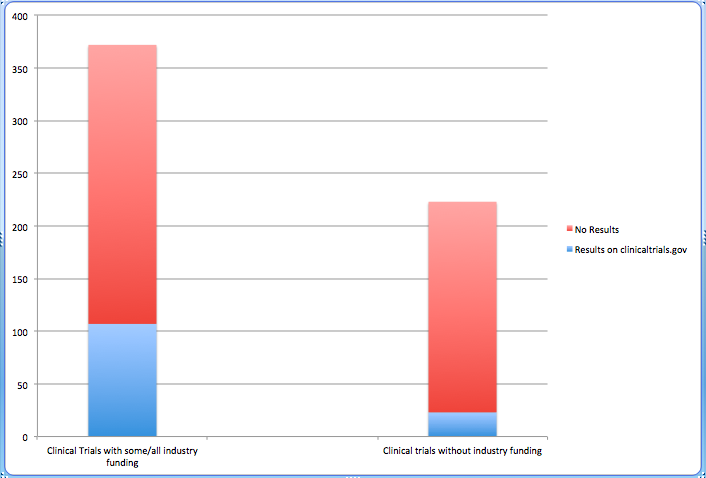 400
350
300
250
200
150
100
50
0
Clinical Trials with some/all industry
funding
Clinical trials without industry funding
No Results
Results on clinicaltrials.gov